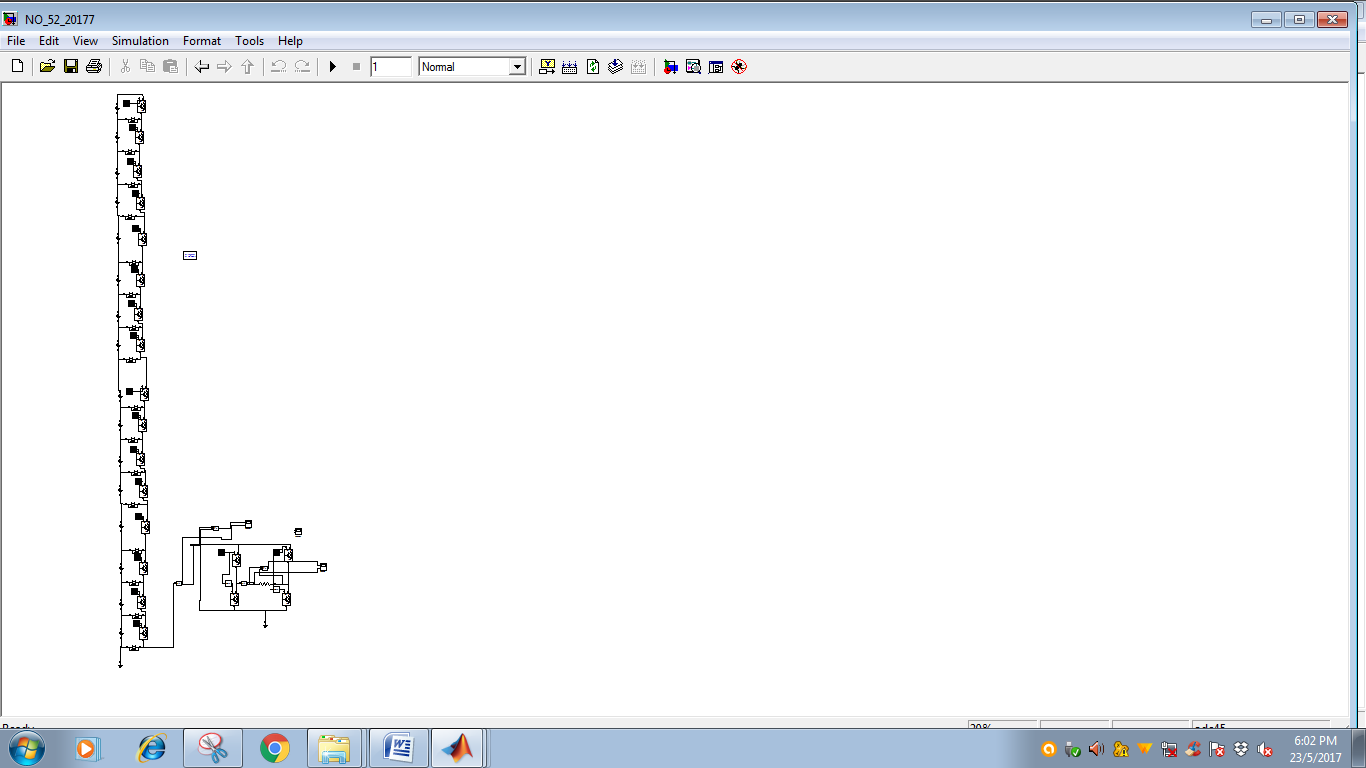 NO_52_20177
File Edit View Simulation Format Tools Help
1 Normal
6:02 PM
23/5/2017